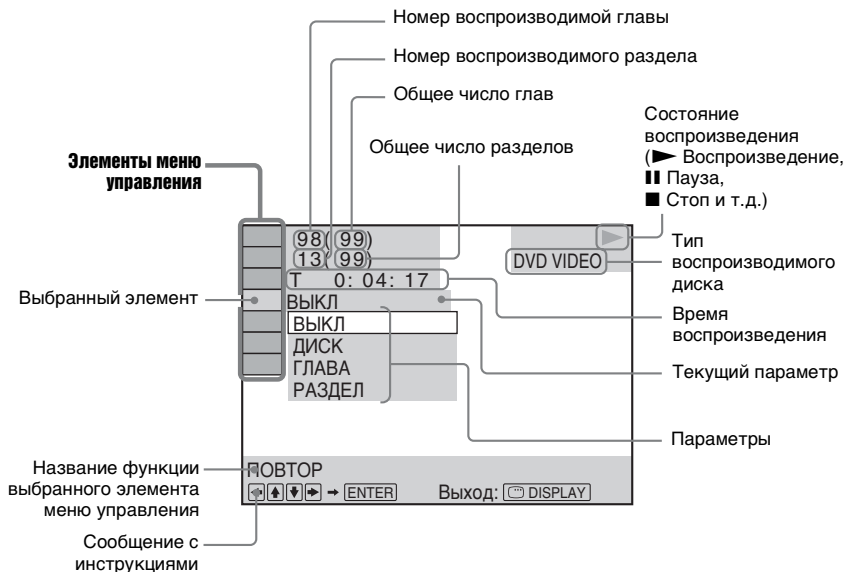 Номер воспроизводимой главы
Номер воспроизводимого раздела
Общее число глав
Общее число разделов
Состояние
воспроизведения
(► Воспроизведение,
❚❚ Пауза,
■ Стоп и т.д.)
Элементы меню
управления
98( 99)
13( 99)
T 0: 04: 17
DVD VIDEO
Тип
воспроизводимого
диска
Выбранный элемент
ВЫКЛ
ВЫКЛ
ДИСК
ГЛАВА
РАЗДЕЛ
Время
воспроизведения
Текущий параметр
Параметры
Название функции
выбранного элемента
меню управления
ПОВТОР
← ↑ ↓ → → ENTER Выход: DISPLAY
Сообщение с
инструкциями